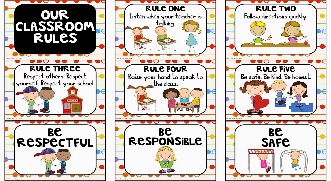 OUR
CLASSROOM
RULES
RULE ONE
Listen when your teacher is
talking.
RULE TWO
Follow directions quickly.
RULE THREE
Respect others. Respect
yourself. Respect your school.
RULE FOUR
Raise your hand to speak to
the class.
RULE FIVE
Be safe. Be kind. Be honest.
BE
RESPECTFUL
BE
RESPONSIBLE
BE
SAFE